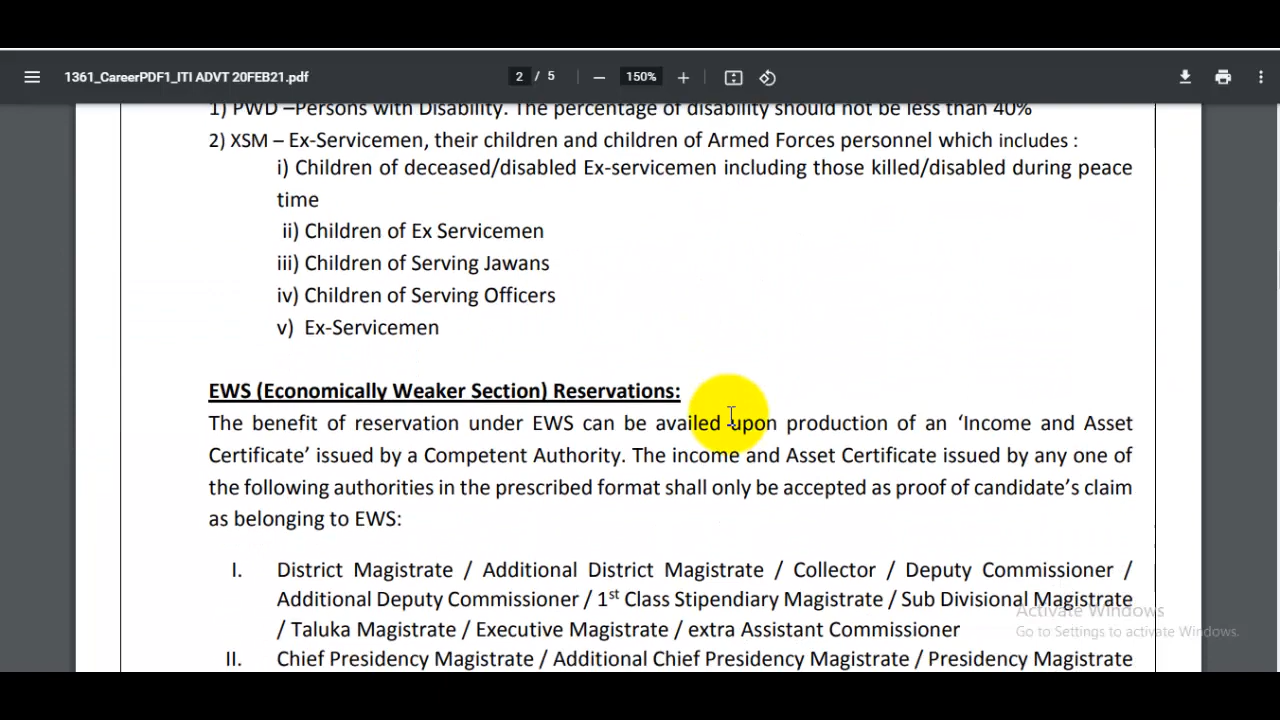 1361_CareerPDF1_ITI ADVT 20FEB21.pdf
2 / 5
150%
1) PWD –Persons with Disability. The percentage of disability should not be less than 40%
2) XSM – Ex-Servicemen, their children and children of Armed Forces personnel which includes :
i) Children of deceased/disabled Ex-servicemen including those killed/disabled during peace
time
ii) Children of Ex Servicemen
iii) Children of Serving Jawans
iv) Children of Serving Officers
v) Ex-Servicemen
EWS (Economically Weaker Section) Reservations:
The benefit of reservation under EWS can be availed upon production of an ‘Income and Asset
Certificate’ issued by a Competent Authority. The income and Asset Certificate issued by any one of
the following authorities in the prescribed format shall only be accepted as proof of candidate’s claim
as belonging to EWS:
I. District Magistrate / Additional District Magistrate / Collector / Deputy Commissioner /
Additional Deputy Commissioner / 1st Class Stipendiary Magistrate / Sub Divisional Magistrate
/ Taluka Magistrate / Executive Magistrate / extra Assistant Commissioner
II. Chief Presidency Magistrate / Additional Chief Presidency Magistrate / Presidency Magistrate
Activate Windows
Go to Settings to activate Windows.